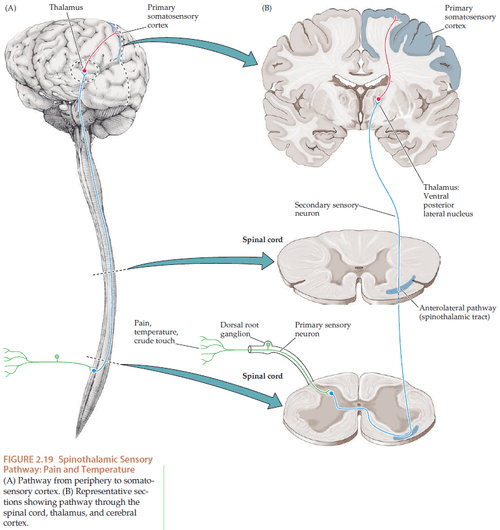 (A)
Thalamus
Primary
somatosensory
cortex
(B)
Primary
somatosensory
cortex
Thalamus:
Ventral
posterior
lateral nucleus
Secondary sensory
neuron
Spinal cord
Anterolateral pathway
(spinothalamic tract)
Pain,
temperature,
crude touch
Dorsal root
ganglion
Primary sensory
neuron
Spinal cord
FIGURE 2.19 Spinothalamic Sensory
Pathway: Pain and Temperature
(A) Pathway from periphery to somato-
sensory cortex. (B) Representative sec-
tions showing pathway through the
spinal cord, thalamus, and cerebral
cortex.